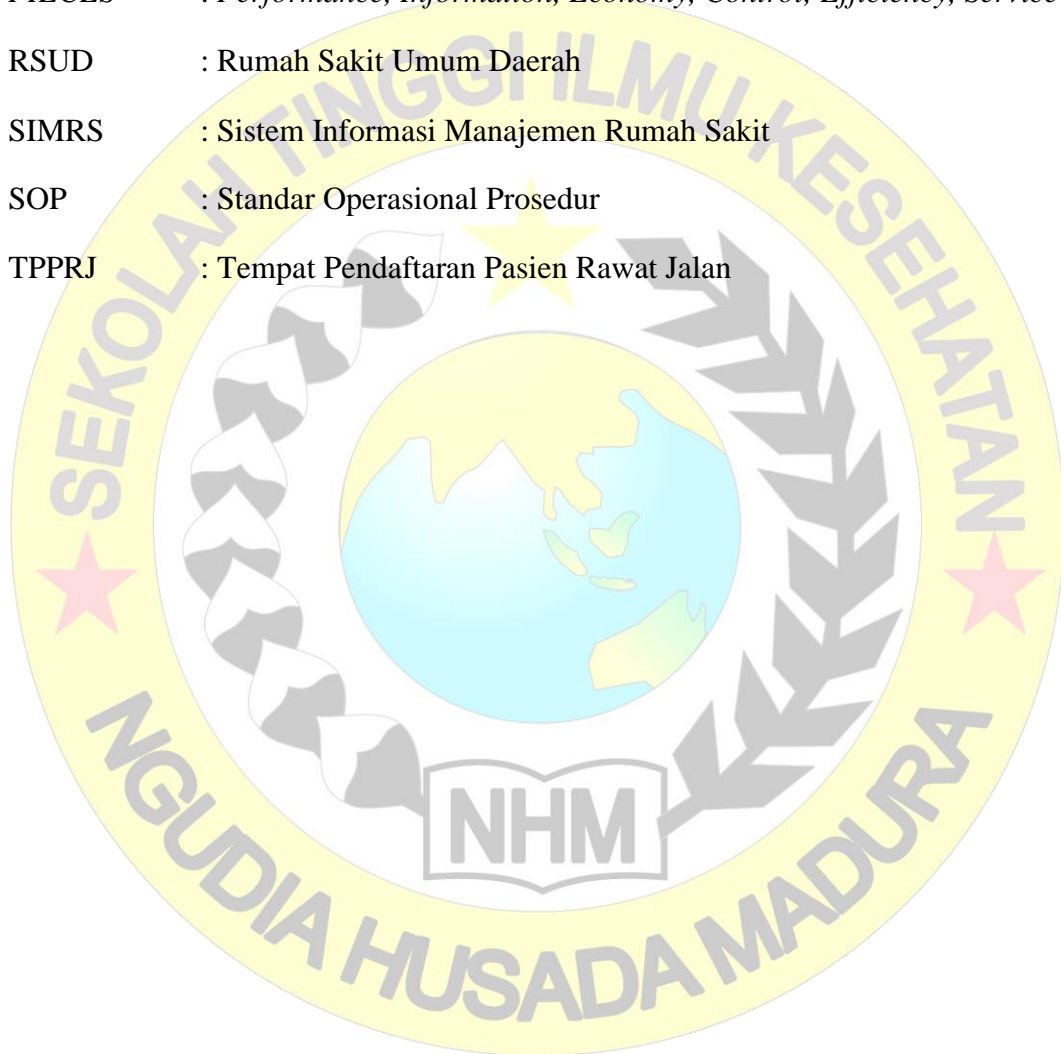 : Performance, Information, Economy, Control, Efficiency, Service
RSUD : Rumah Sakit Umum Daerah
SIMRS : Sistem Informasi Manajemen Rumah Sakit
SOP : Standar Operasional Prosedur
TPPRJ : Tempat Pendaftaran Pasien Rawat Jalan
SEKOLAH TINGGI ILMU KESEHATAN
NHM
NGUDIA HUSADA MADURA